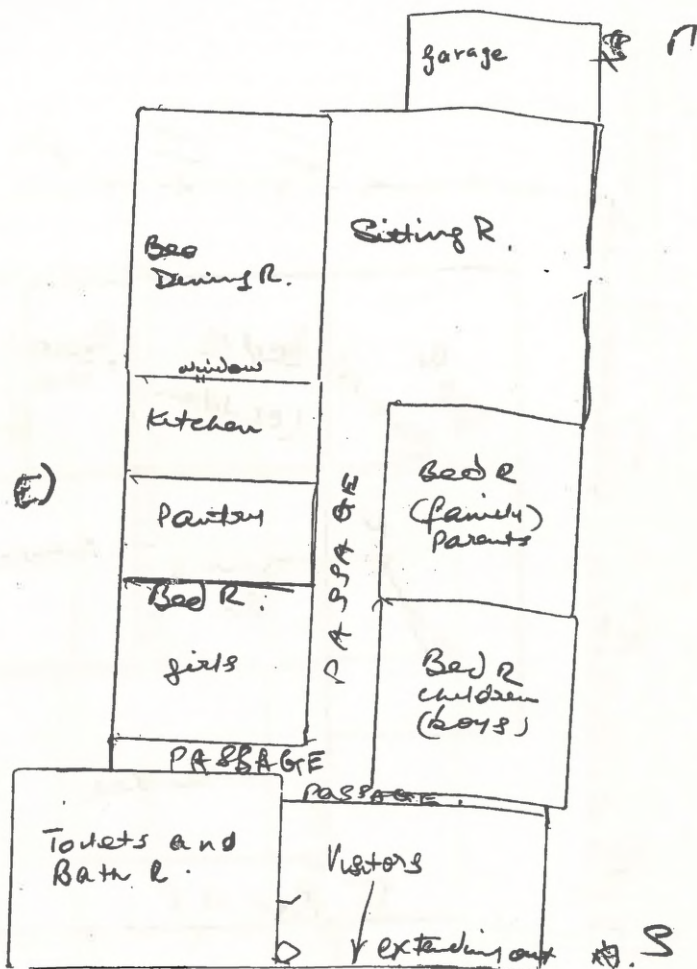 garage
n
Sitting R.
Bed
Dening R.
window
Kitchen
Pantry
Bed R.
girls
PASSAGE
Bed R
(family)
Parents
Bed R
children
(boys)
PASSAGE
PASSAGE.
Toilets and
Bath R.
Visitors
extending out
S